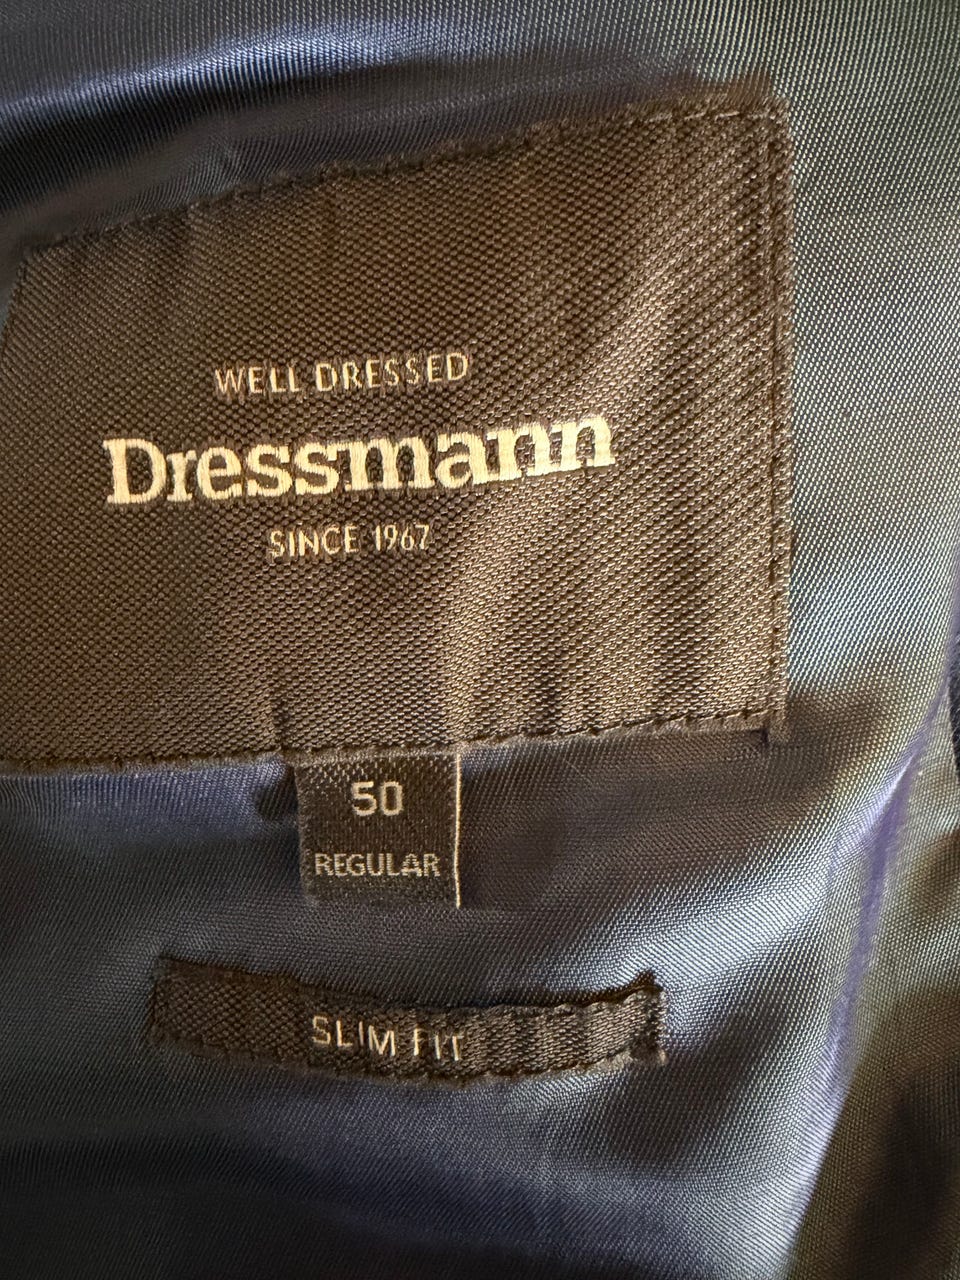 WELL DRESSED
Dressmann
SINCE 1967
50
REGULAR
SLIM FIT